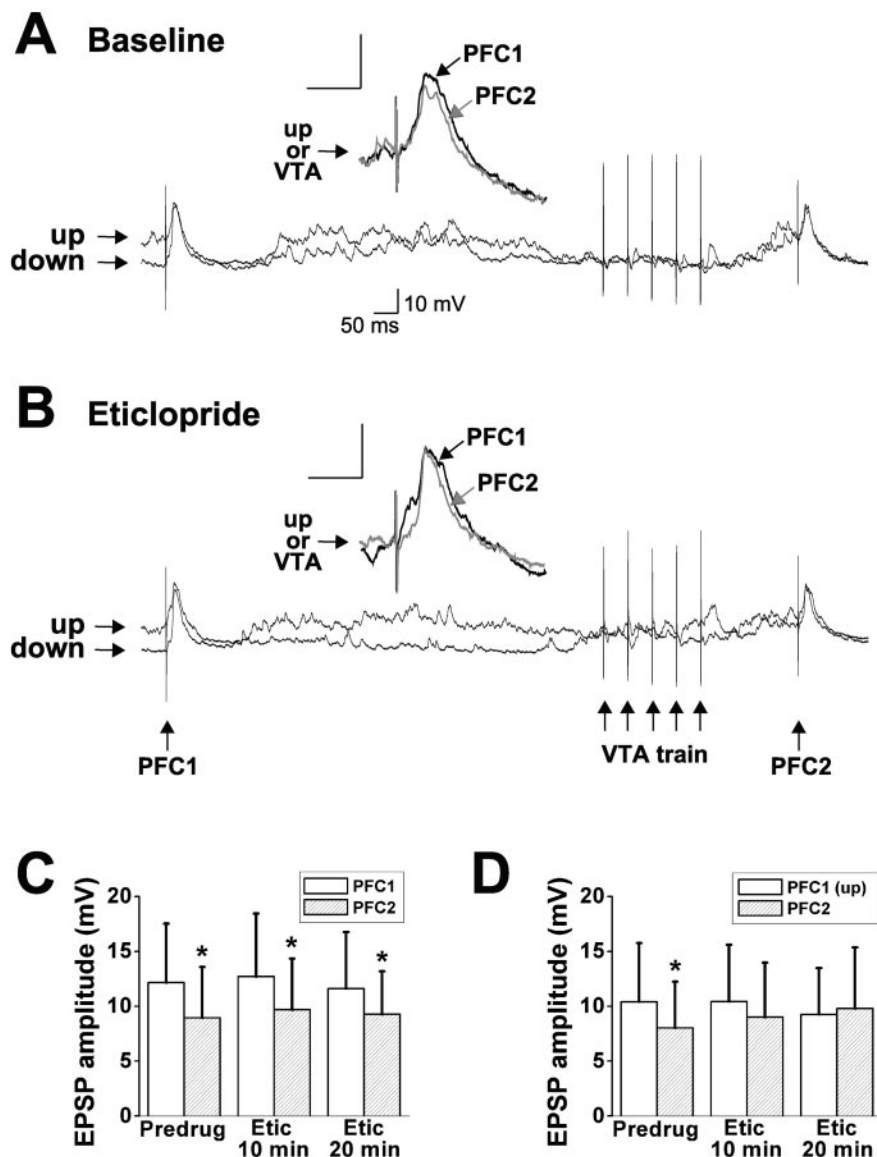 A Baseline
PFC1
PFC2
up
or
VTA
up
down
10 mV
50 ms
B Eticlopride
PFC1
PFC2
up
or
VTA
up
down
PFC1
VTA train
PFC2
C
EPSP amplitude (mV)
20
15
10
5
0
PFC1
PFC2
*
*
*
Predrug
Etic
10 min
Etic
20 min
D
EPSP amplitude (mV)
20
15
10
5
0
PFC1 (up)
PFC2
*
Predrug
Etic
10 min
Etic
20 min